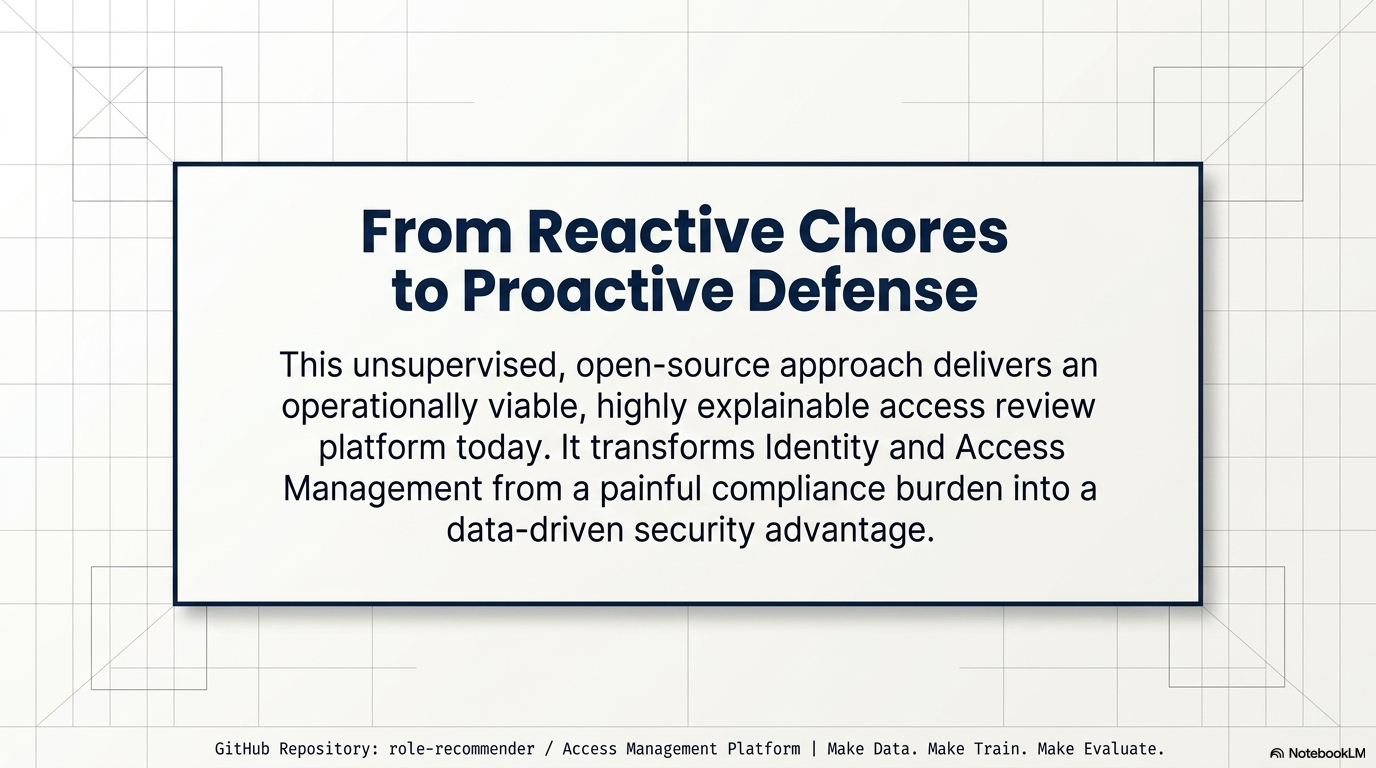 From Reactive Chores
to Proactive Defense
This unsupervised, open-source approach delivers an
operationally viable, highly explainable access review
platform today. It transforms Identity and Access
Management from a painful compliance burden into a
data-driven security advantage.
GitHub Repository: role-recommender / Access Management Platform | Make Data. Make Train. Make Evaluate.
NotebookLM